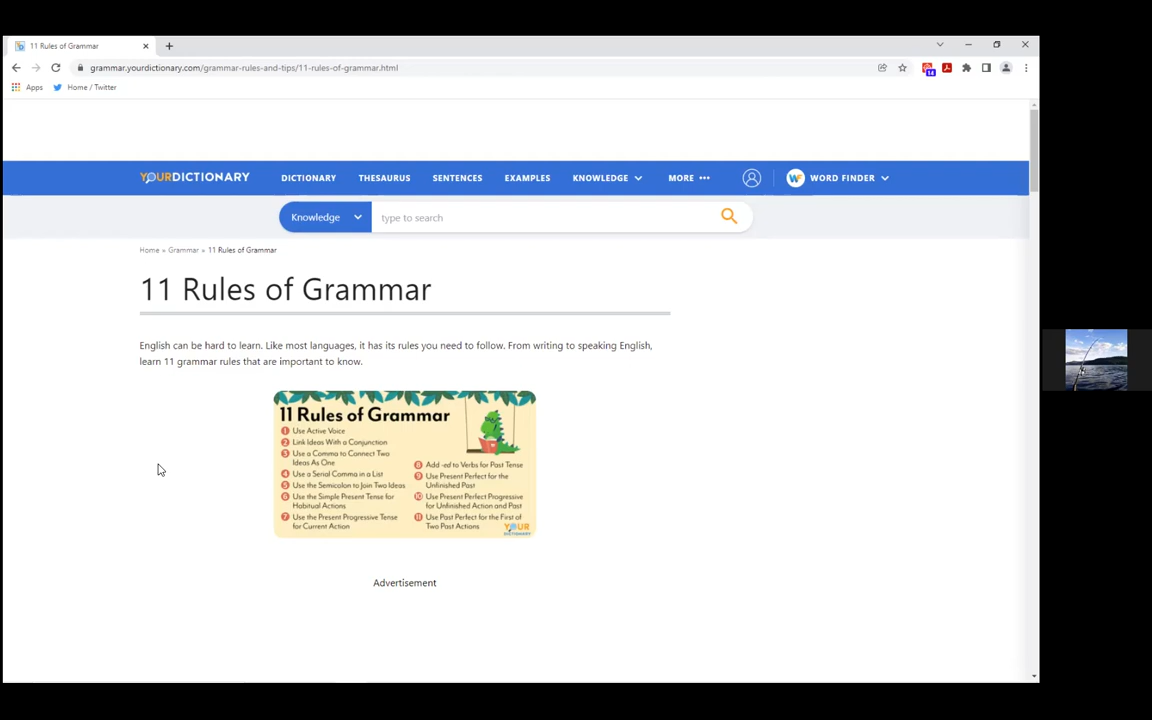 11 Rules of Grammar
grammar.yourdictionary.com/grammar-rules-and-tips/11-rules-of-grammar.html
14
Apps Home / Twitter
YOURDICTIONARY DICTIONARY THESAURUS SENTENCES EXAMPLES KNOWLEDGE MORE WF WORD FINDER
Knowledge type to search
Home » Grammar » 11 Rules of Grammar
11 Rules of Grammar
English can be hard to learn. Like most languages, it has its rules you need to follow. From writing to speaking English,
learn 11 grammar rules that are important to know.
11 Rules of Grammar
1 Use Active Voice
2 Link Ideas With a Conjunction
3 Use a Comma to Connect Two
Ideas As One
4 Use a Serial Comma in a List
5 Use the Semicolon to Join Two Ideas
6 Use the Simple Present Tense for
Habitual Actions
7 Use the Present Progressive Tense
for Current Action
8 Add -ed to Verbs for Past Tense
9 Use Present Perfect for the
Unfinished Past
10 Use Present Perfect Progressive
for Unfinished Action and Past
11 Use Past Perfect for the First of
Two Past Actions
YOUR
DICTIONARY
Advertisement